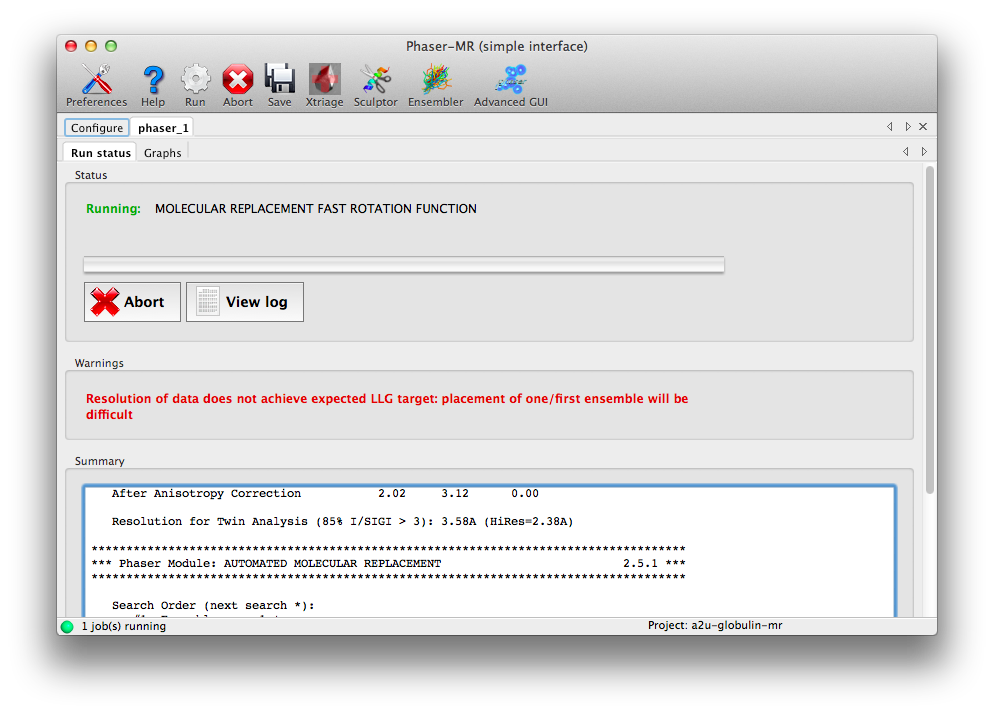 Phaser-MR (simple interface)
Preferences Help Run Abort Save Xtriage Sculptor Ensembler Advanced GUI
Configure phaser_1
Run status Graphs
Status
Running: MOLECULAR REPLACEMENT FAST ROTATION FUNCTION
Abort View log
Warnings
Resolution of data does not achieve expected LLG target: placement of one/first ensemble will be
difficult
Summary
After Anisotropy Correction 2.02 3.12 0.00
Resolution for Twin Analysis (85% I/SIGI > 3): 3.58A (HiRes=2.38A)
*************************************************************************************
*** Phaser Module: AUTOMATED MOLECULAR REPLACEMENT 2.5.1 ***
*************************************************************************************
Search Order (next search *):
1 job(s) running Project: a2u-globulin-mr